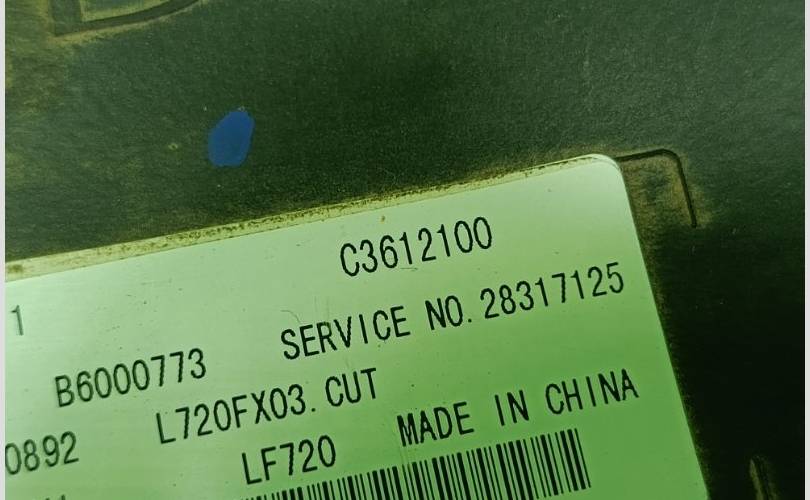 C3612100
1
SERVICE NO. 28317125
B6000773
L720FX03.CUT
0892
MADE IN CHINA
LF720